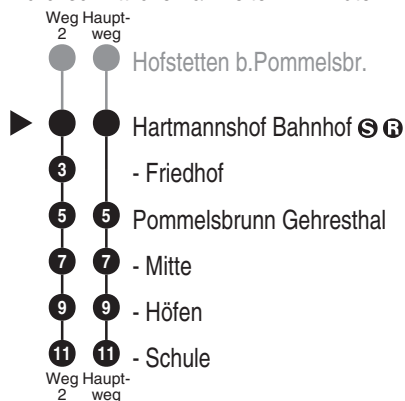 Weg Haupt-
2 weg
Hofstetten b.Pommelsbr.
Hartmannshof Bahnhof S R
3 - Friedhof
5 5 Pommelsbrunn Gehresthal
7 7 - Mitte
9 9 - Höfen
11 11 - Schule
Weg Haupt-
2 weg